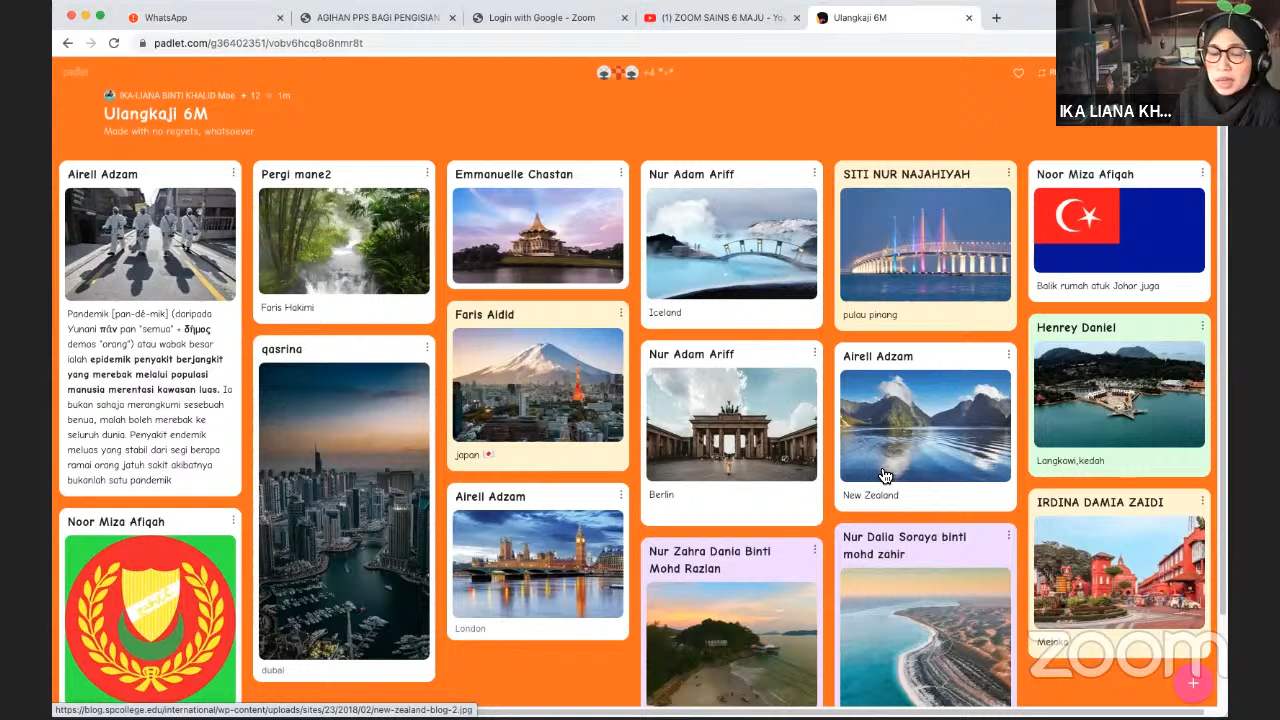 WhatsApp
AGIHAN PPS BAGI PENGISIAN
Login with Google - Zoom
(1) ZOOM SAINS 6 MAJU - Yo
Ulangkaji 6M
padlet.com/g36402351/vobv6hcq8o8nmr8t
padlet
+4
IKA-LIANA BINTI KHALID Moe + 12 1m
Ulangkaji 6M
Made with no regrets, whatsoever
IKA LIANA KH...
Airell Adzam
Pandemik [pan-dé-mik] (daripada
Yunani πᾶν pan "semua" + δῆμος
demos "orang") atau wabak besar
ialah epidemik penyakit berjangkit
yang merebak melalui populasi
manusia merentasi kawasan luas. Ia
bukan sahaja merangkumi sesebuah
benua, malah boleh merebak ke
seluruh dunia. Penyakit endemik
meluas yang stabil dari segi berapa
ramai orang jatuh sakit akibatnya
bukanlah satu pandemik
Noor Miza Afiqah
Pergi mane2
Faris Hakimi
qasrina
dubai
Emmanuelle Chastan
Faris Aidid
japan
Airell Adzam
London
Nur Adam Ariff
Iceland
Nur Adam Ariff
Berlin
Nur Zahra Dania Binti
Mohd Razlan
SITI NUR NAJAHIYAH
pulau pinang
Airell Adzam
New Zealand
Nur Dalia Soraya binti
mohd zahir
Noor Miza Afiqah
Balik rumah atuk Johor juga
Henrey Daniel
Langkawi,kedah
IRDINA DAMIA ZAIDI
Melaka
zoom
https://blog.spcollege.edu/international/wp-content/uploads/sites/23/2018/02/new-zealand-blog-2.jpg